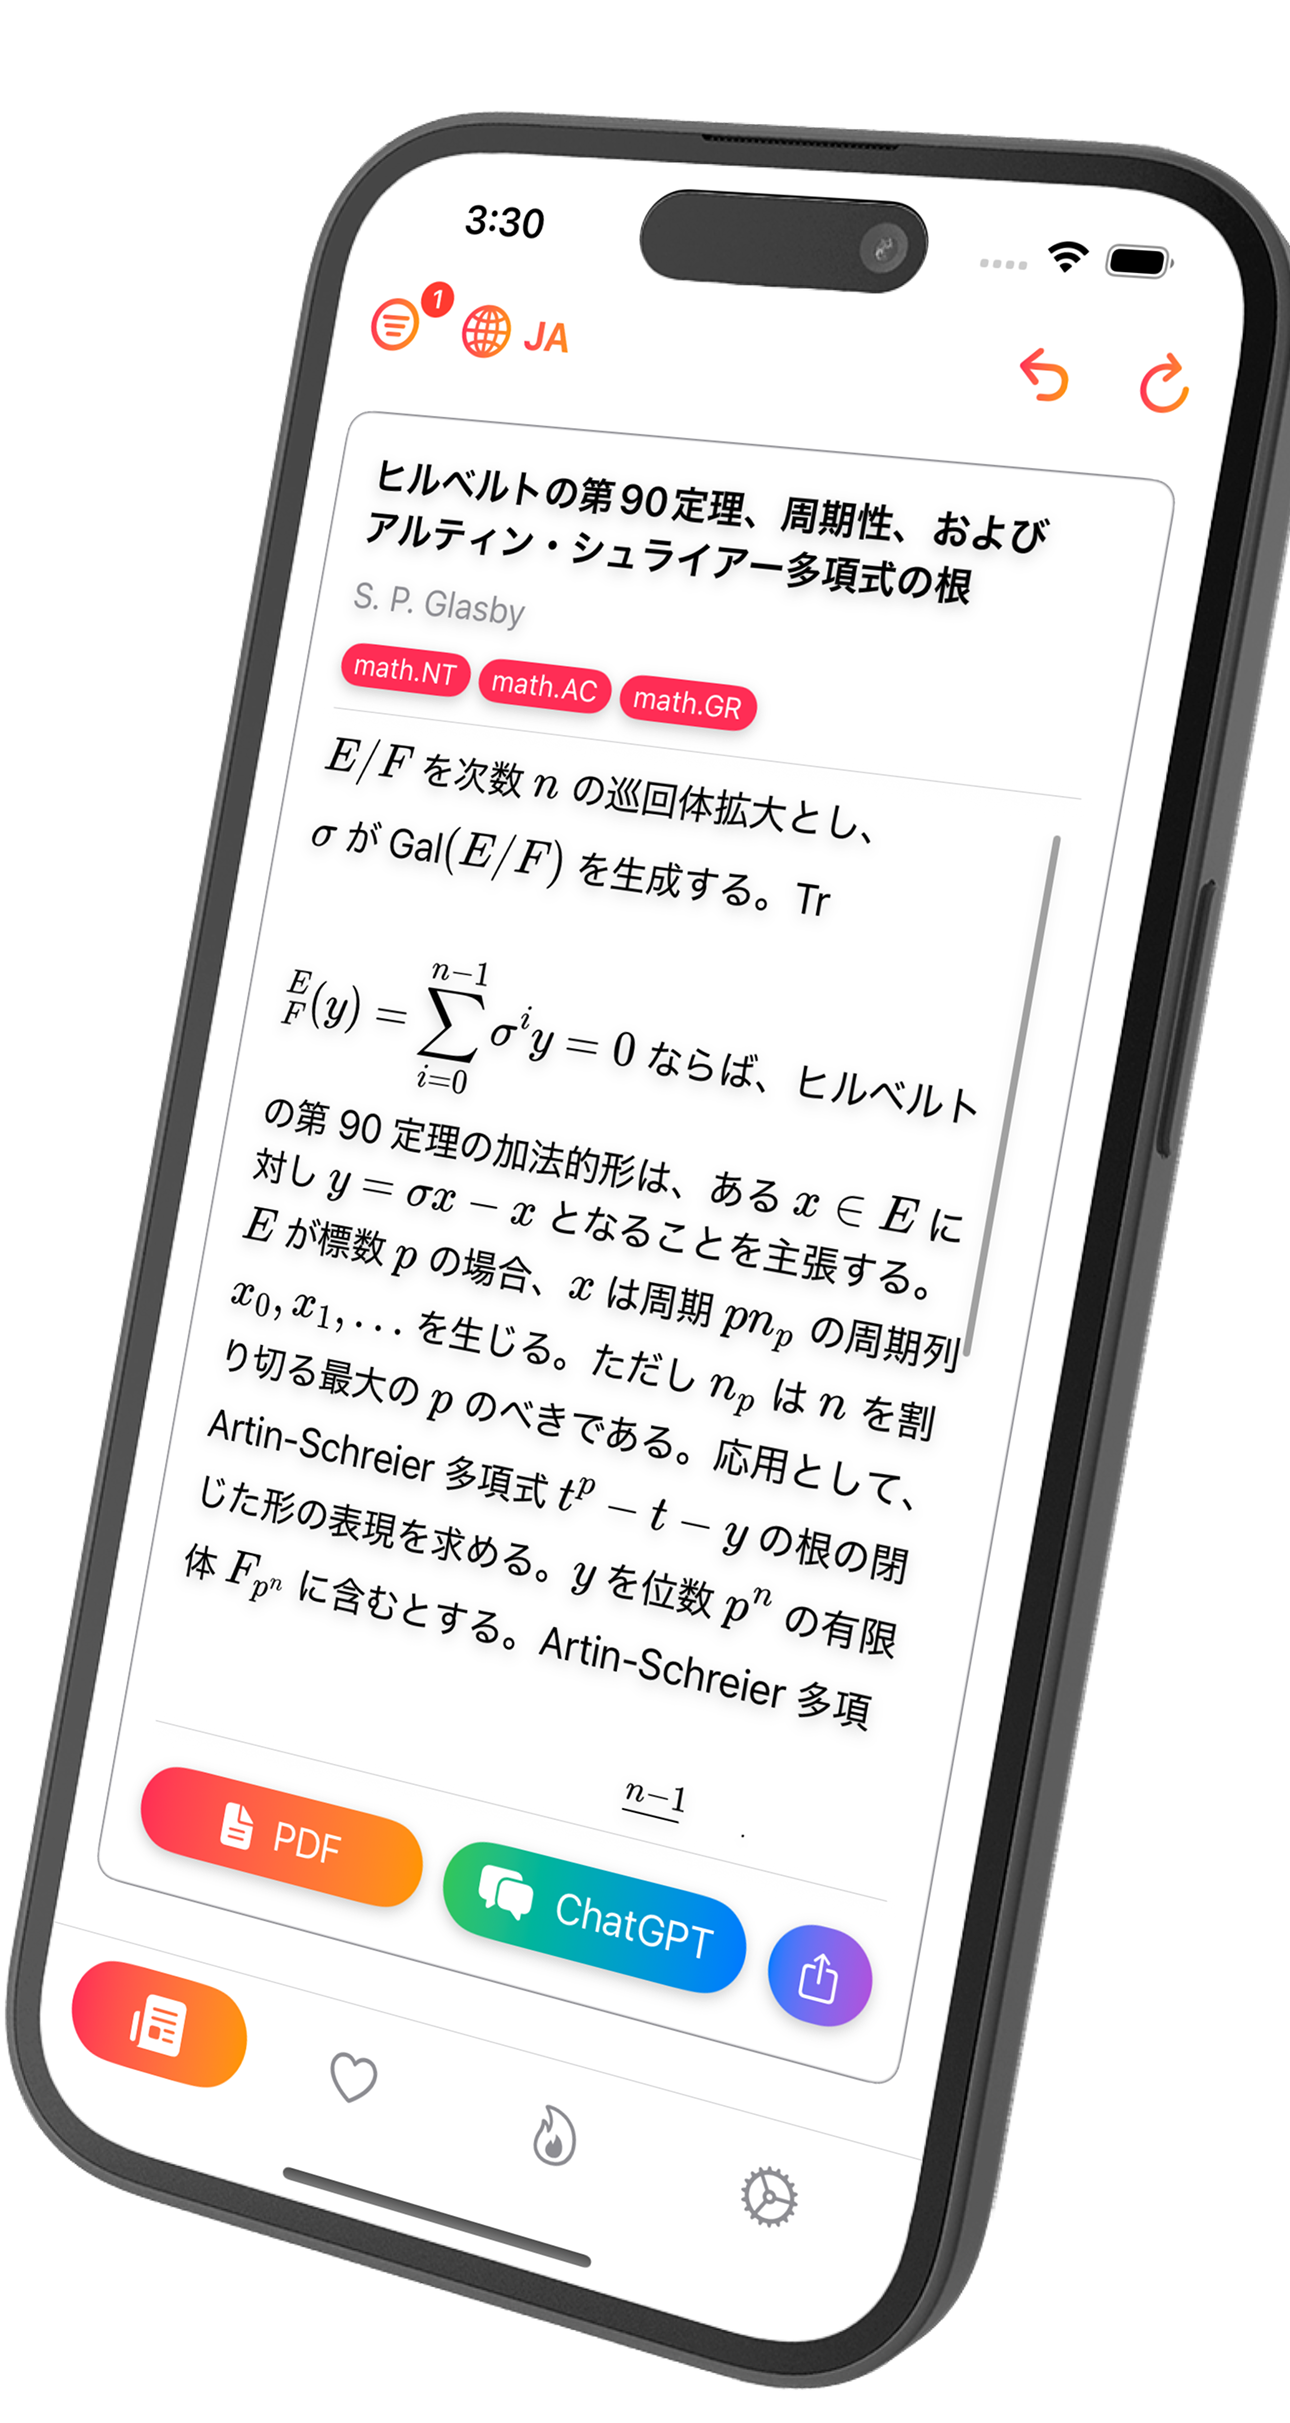 3:30
1
JA
ヒルベルトの第90定理、周期性、および
アルティン・シュライアー多項式の根
S. P. Glasby
math.NT math.AC math.GR
E/F を次数 n の巡回体拡大とし、
σ が Gal(E/F) を生成する。Tr
E
F(y) = ∑_{i=0}^{n−1} σ^i y = 0 ならば、ヒルベルト
の第 90 定理の加法的形は、ある x ∈ E に
対し y = σx − x となることを主張する。
E が標数 p の場合、x は周期 pn_p の周期列
x_0, x_1, ... を生じる。ただし n_p は n を割
り切る最大の p のべきである。応用として、
Artin-Schreier 多項式 t^p − t − y の根の閉
じた形の表現を求める。y を位数 p^n の有限
体 F_{p^n} に含むとする。Artin-Schreier 多項
n−1
PDF
ChatGPT